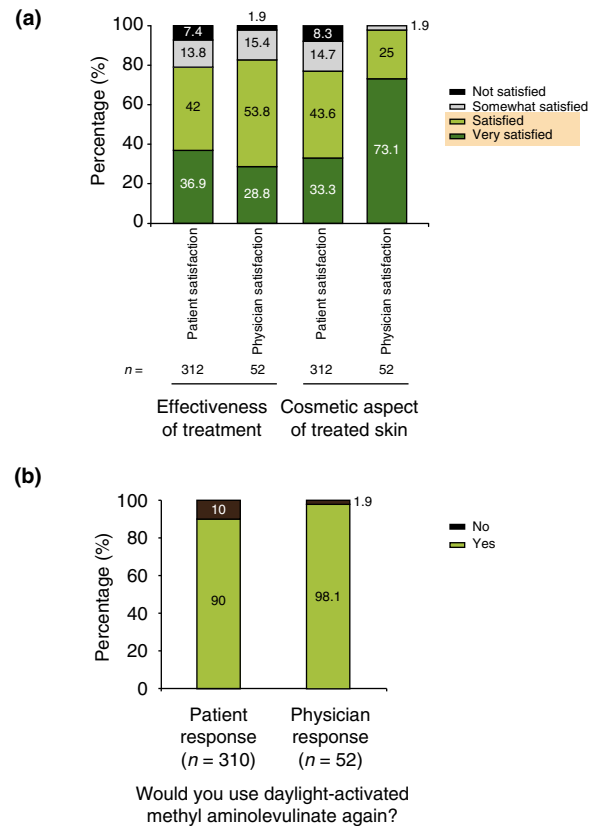 (a)
Percentage (%)
100
80
60
40
20
0
7.4
13.8
42
36.9
1.9
15.4
53.8
28.8
8.3
14.7
43.6
33.3
1.9
25
73.1
Not satisfied
Somewhat satisfied
Satisfied
Very satisfied
Patient satisfaction
Physician satisfaction
Patient satisfaction
Physician satisfaction
n = 312 52 312 52
Effectiveness
of treatment
Cosmetic aspect
of treated skin
(b)
Percentage (%)
100
80
60
40
20
0
10
90
1.9
98.1
No
Yes
Patient
response
(n = 310)
Physician
response
(n = 52)
Would you use daylight-activated
methyl aminolevulinate again?